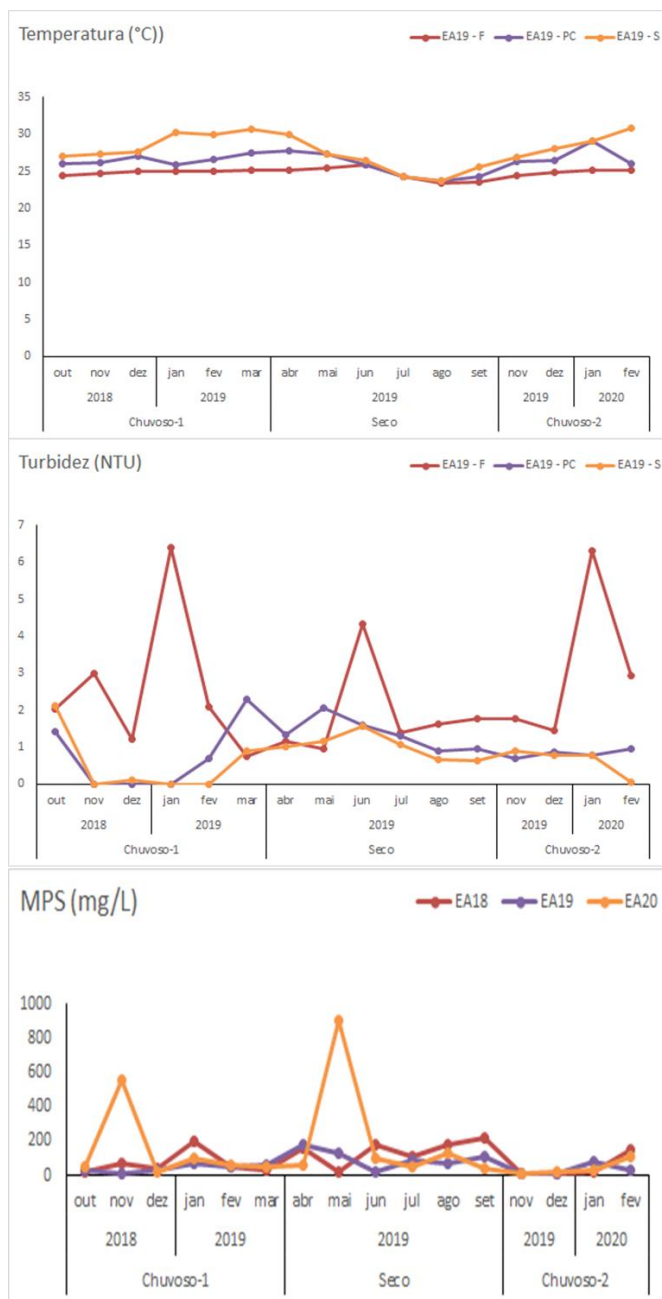 Temperatura (°C))
EA19 - F EA19 - PC EA19 - S
35
30
25
20
15
10
5
0
out nov dez jan fev mar abr mai jun jul ago set nov dez jan fev
2018 2019 2019 2019 2020
Chuvoso-1 Seco Chuvoso-2
Turbidez (NTU)
EA19 - F EA19 - PC EA19 - S
7
6
5
4
3
2
1
0
out nov dez jan fev mar abr mai jun jul ago set nov dez jan fev
2018 2019 2019 2019 2020
Chuvoso-1 Seco Chuvoso-2
MPS (mg/L)
EA18 EA19 EA20
1000
800
600
400
200
0
out nov dez jan fev mar abr mai jun jul ago set nov dez jan fev
2018 2019 2019 2019 2020
Chuvoso-1 Seco Chuvoso-2